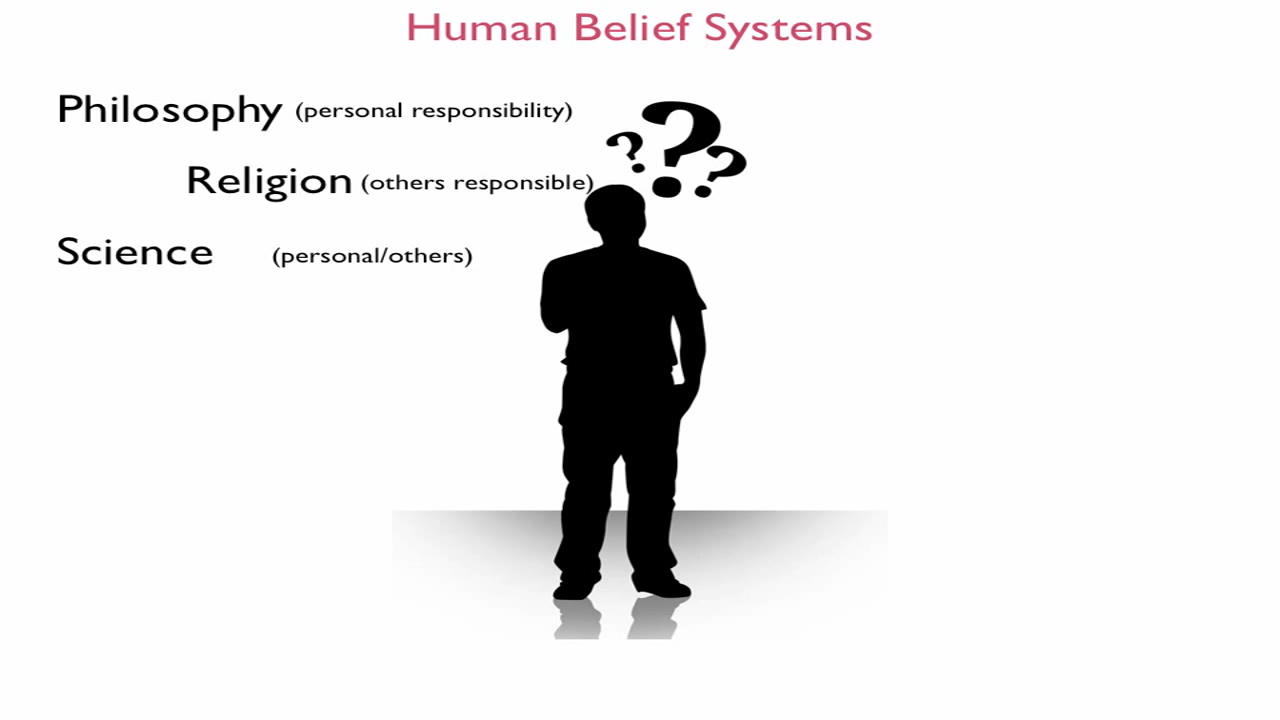 Human Belief Systems
Philosophy (personal responsibility)
Religion (others responsible)
Science (personal/others)
? ? ?